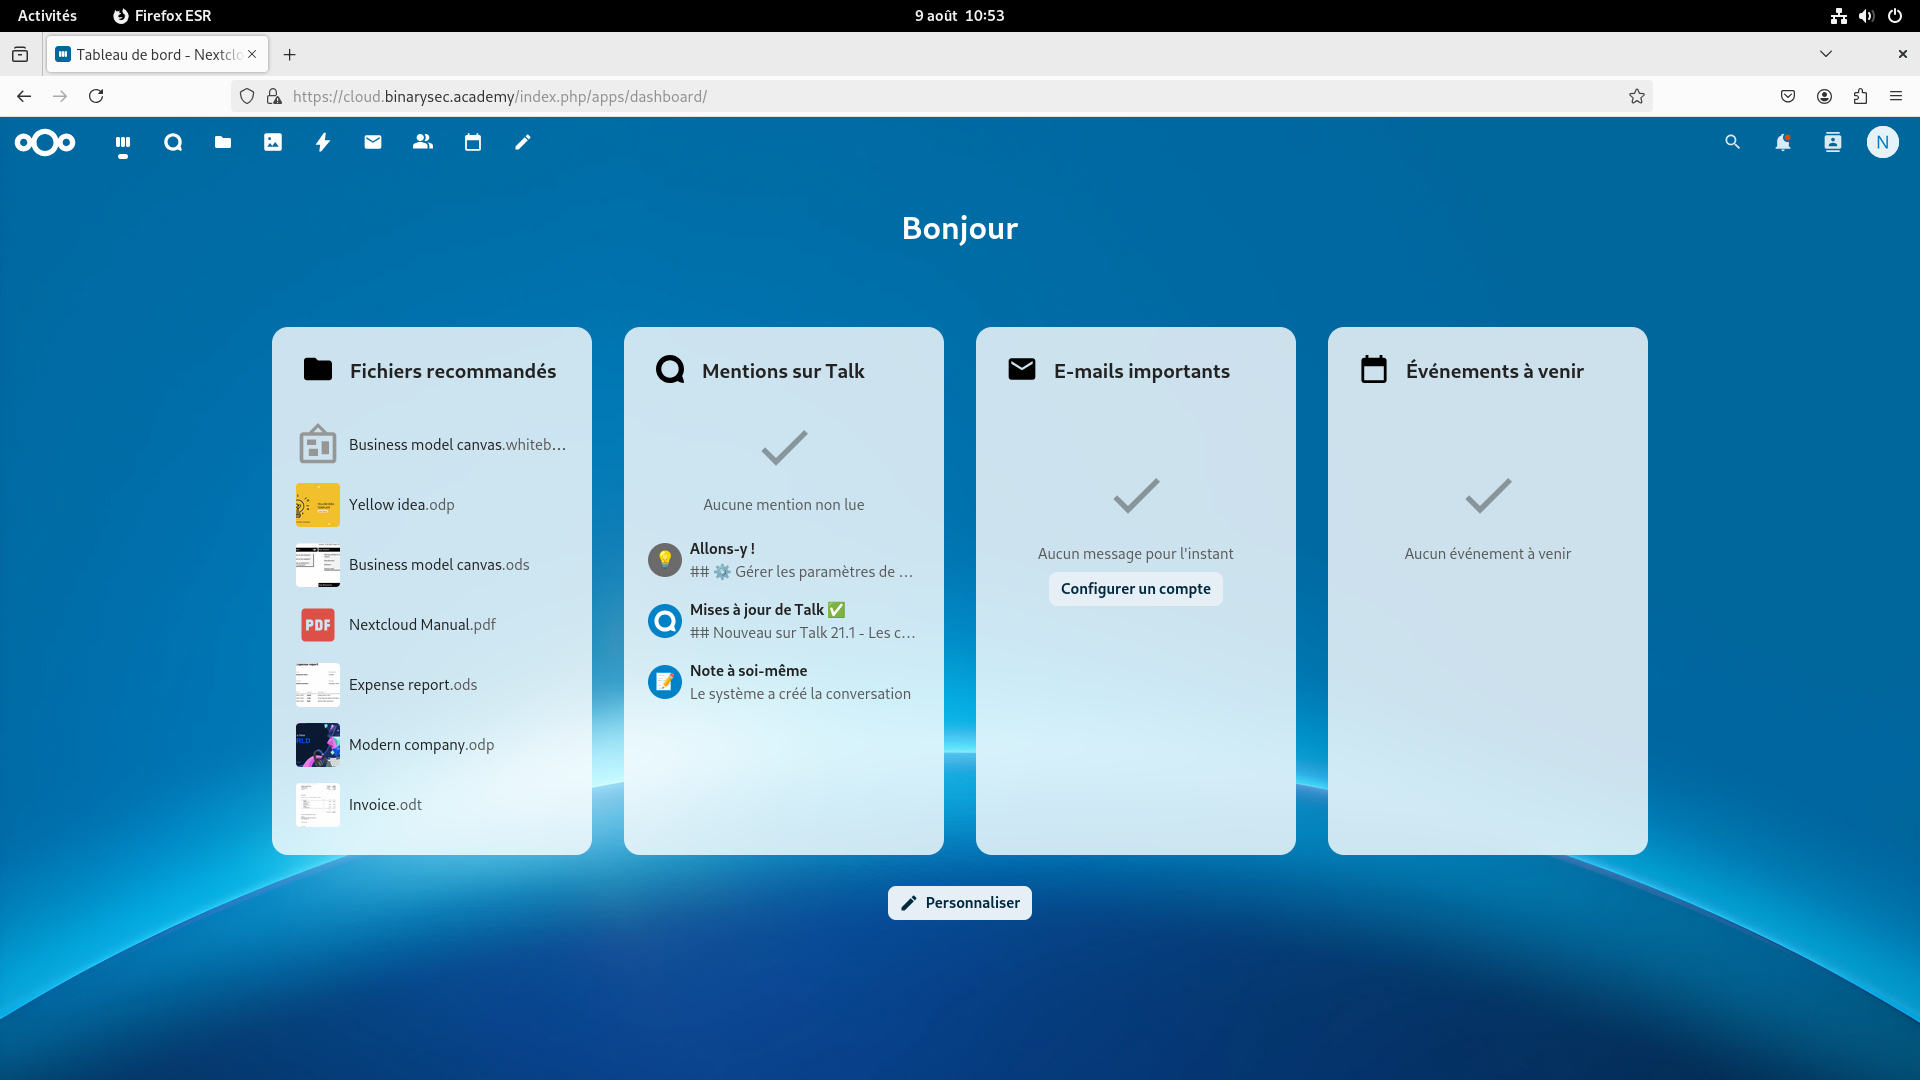 Activités
Firefox ESR
9 août 10:53
Tableau de bord - Nextclo
https://cloud.binarysec.academy/index.php/apps/dashboard/
N
Bonjour
Fichiers recommandés
Business model canvas.whiteb…
Yellow idea.odp
Business model canvas.ods
PDF
Nextcloud Manual.pdf
Expense report.ods
Modern company.odp
Invoice.odt
Mentions sur Talk
Aucune mention non lue
Allons-y !
## ⚙️ Gérer les paramètres de …
Mises à jour de Talk ✅
## Nouveau sur Talk 21.1 - Les c…
Note à soi-même
Le système a créé la conversation
E-mails importants
Aucun message pour l'instant
Configurer un compte
Événements à venir
Aucun événement à venir
Personnaliser